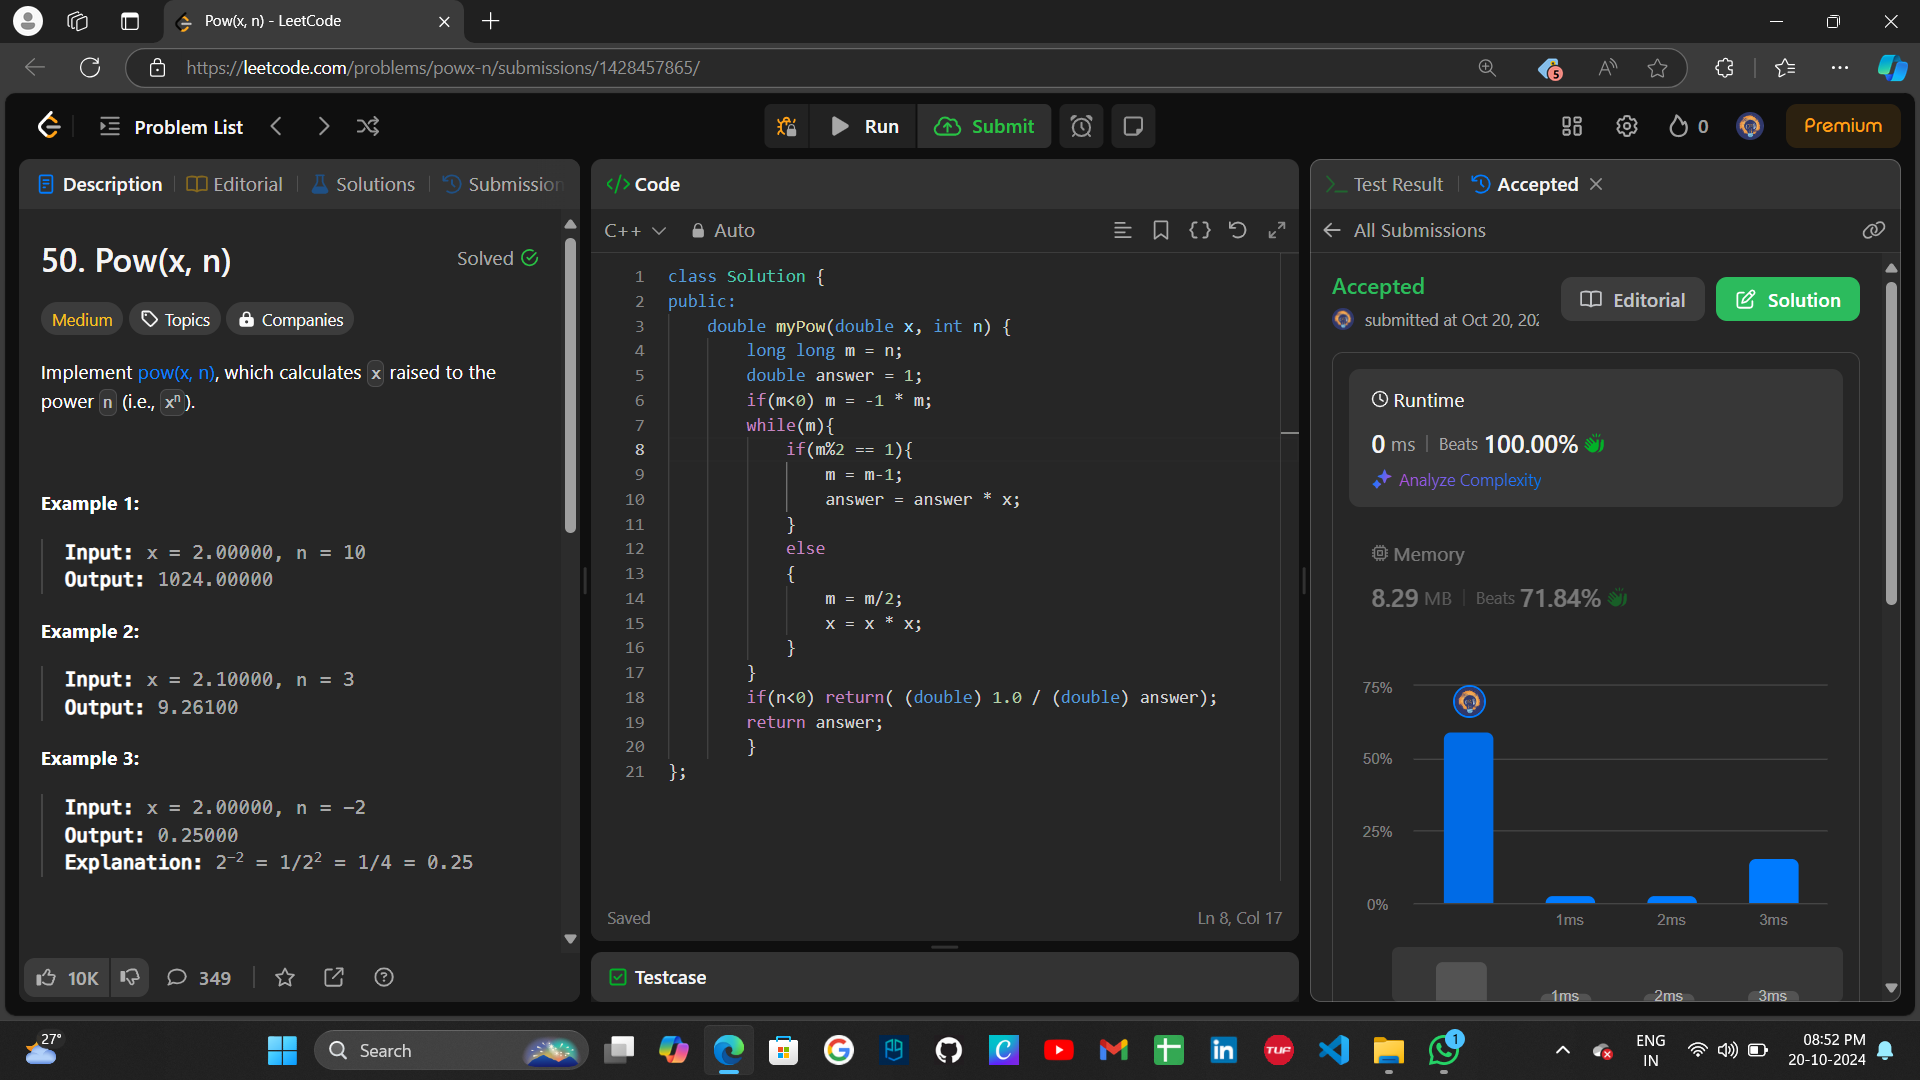 Pow(x, n) - LeetCode
https://leetcode.com/problems/powx-n/submissions/1428457865/
5
Problem List
Run
Submit
0
Premium
Description
Editorial
Solutions
Submission
50. Pow(x, n)
Solved
Medium
Topics
Companies
Implement pow(x, n), which calculates x raised to the
power n (i.e., xⁿ).
Example 1:
Input: x = 2.00000, n = 10
Output: 1024.00000
Example 2:
Input: x = 2.10000, n = 3
Output: 9.26100
Example 3:
Input: x = 2.00000, n = -2
Output: 0.25000
Explanation: 2⁻² = 1/2² = 1/4 = 0.25
10K
349
</> Code
C++
Auto
1 class Solution {
2 public:
3 double myPow(double x, int n) {
4 long long m = n;
5 double answer = 1;
6 if(m<0) m = -1 * m;
7 while(m){
8 if(m%2 == 1){
9 m = m-1;
10 answer = answer * x;
11 }
12 else
13 {
14 m = m/2;
15 x = x * x;
16 }
17 }
18 if(n<0) return( (double) 1.0 / (double) answer);
19 return answer;
20 }
21 };
Saved
Ln 8, Col 17
Testcase
Test Result
Accepted
All Submissions
Accepted
submitted at Oct 20, 202
Editorial
Solution
Runtime
0 ms
Beats 100.00%
Analyze Complexity
Memory
8.29 MB
Beats 71.84%
75%
50%
25%
0%
1ms
2ms
3ms
1ms
2ms
3ms
27°
Search
C
TUF
in
1
ENG
IN
08:52 PM
20-10-2024